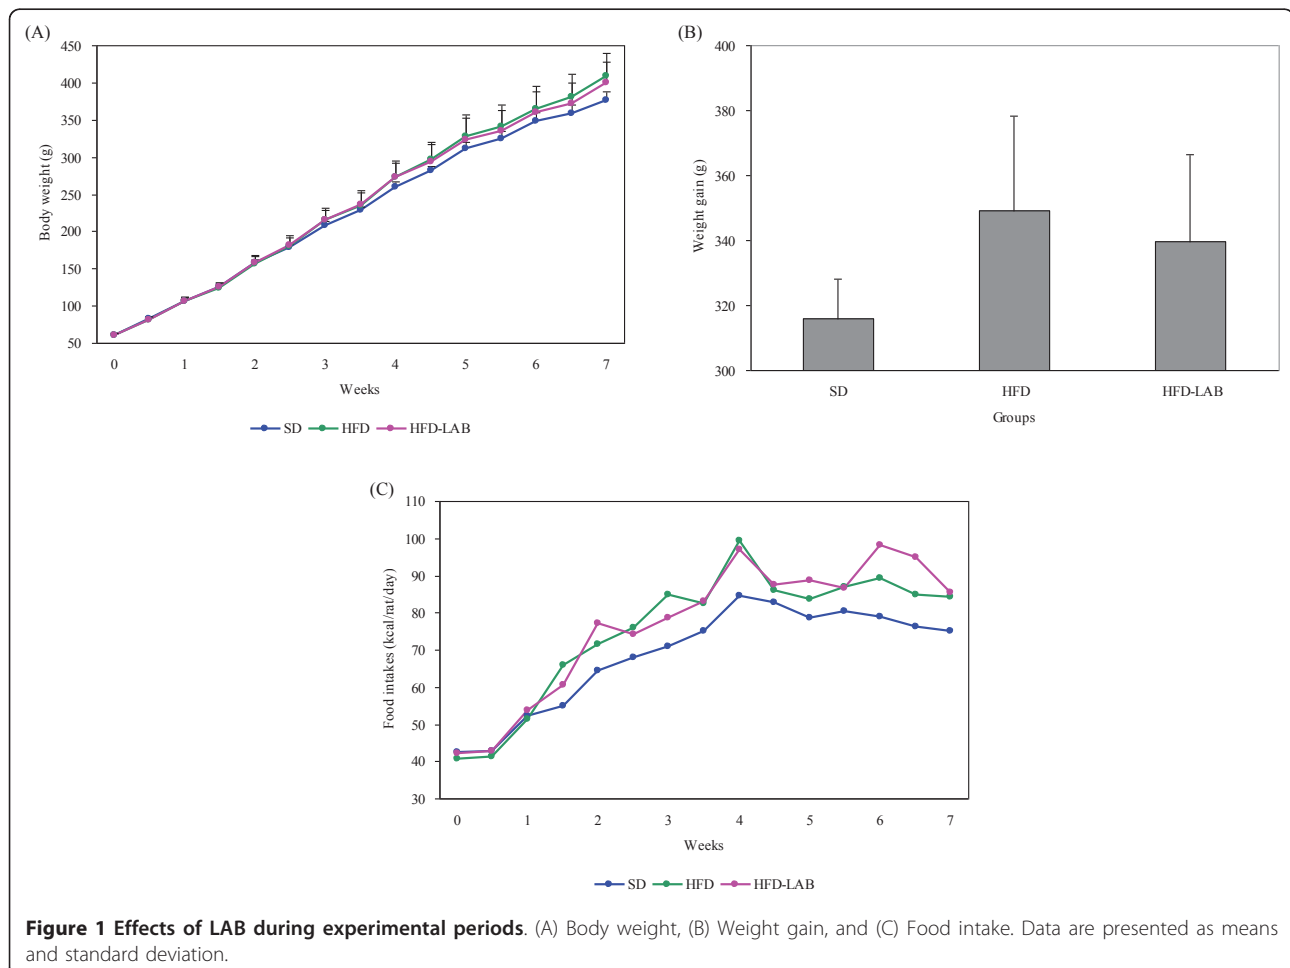 (A)
450
400
350
300
250
200
150
100
50
Body weight (g)
0 1 2 3 4 5 6 7
Weeks
SD HFD HFD-LAB
(B)
400
380
360
340
320
300
Weight gain (g)
SD HFD HFD-LAB
Groups
(C)
110
100
90
80
70
60
50
40
30
Food intakes (kcal/rat/day)
0 1 2 3 4 5 6 7
Weeks
SD HFD HFD-LAB
Figure 1 Effects of LAB during experimental periods. (A) Body weight, (B) Weight gain, and (C) Food intake. Data are presented as means
and standard deviation.